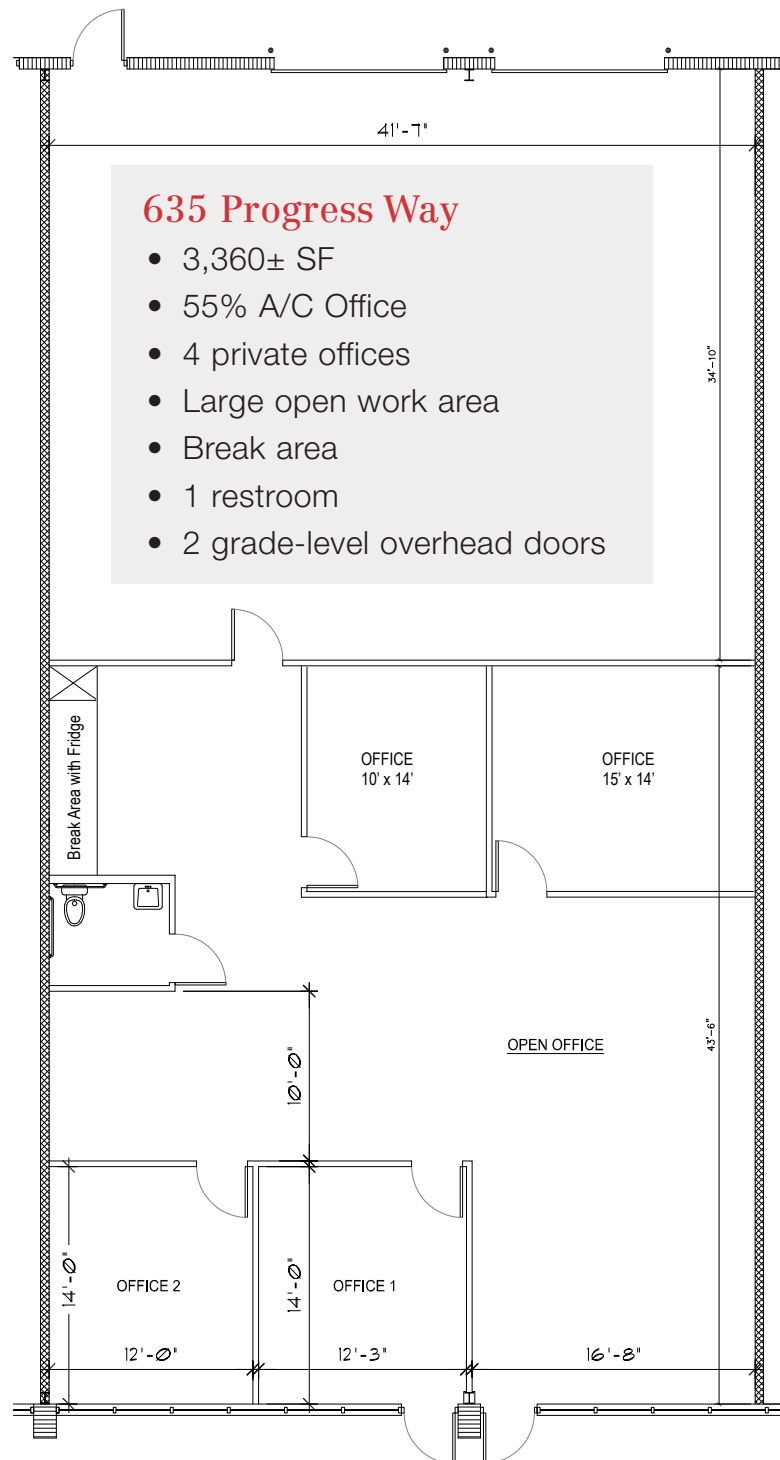 41'-7"
635 Progress Way
• 3,360± SF
• 55% A/C Office
• 4 private offices
• Large open work area
• Break area
• 1 restroom
• 2 grade-level overhead doors
34'-10"
Break Area with Fridge
OFFICE
10' x 14'
OFFICE
15' x 14'
10'-0"
OPEN OFFICE
43'-6"
14'-0"
OFFICE 2
14'-0"
OFFICE 1
12'-0"
12'-3"
16'-8"